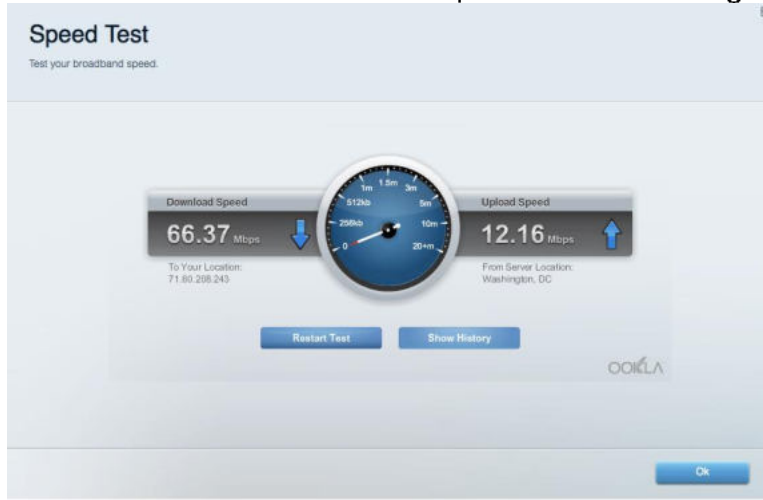 Speed Test
Test your broadband speed.
Download Speed
66.37 Mbps
To Your Location:
71.60.208.243
0
256kb
512kb
1m
1.5m
3m
5m
10m
20+m
Upload Speed
12.16 Mbps
From Server Location:
Washington, DC
Restart Test
Show History
OOKLA
Ok